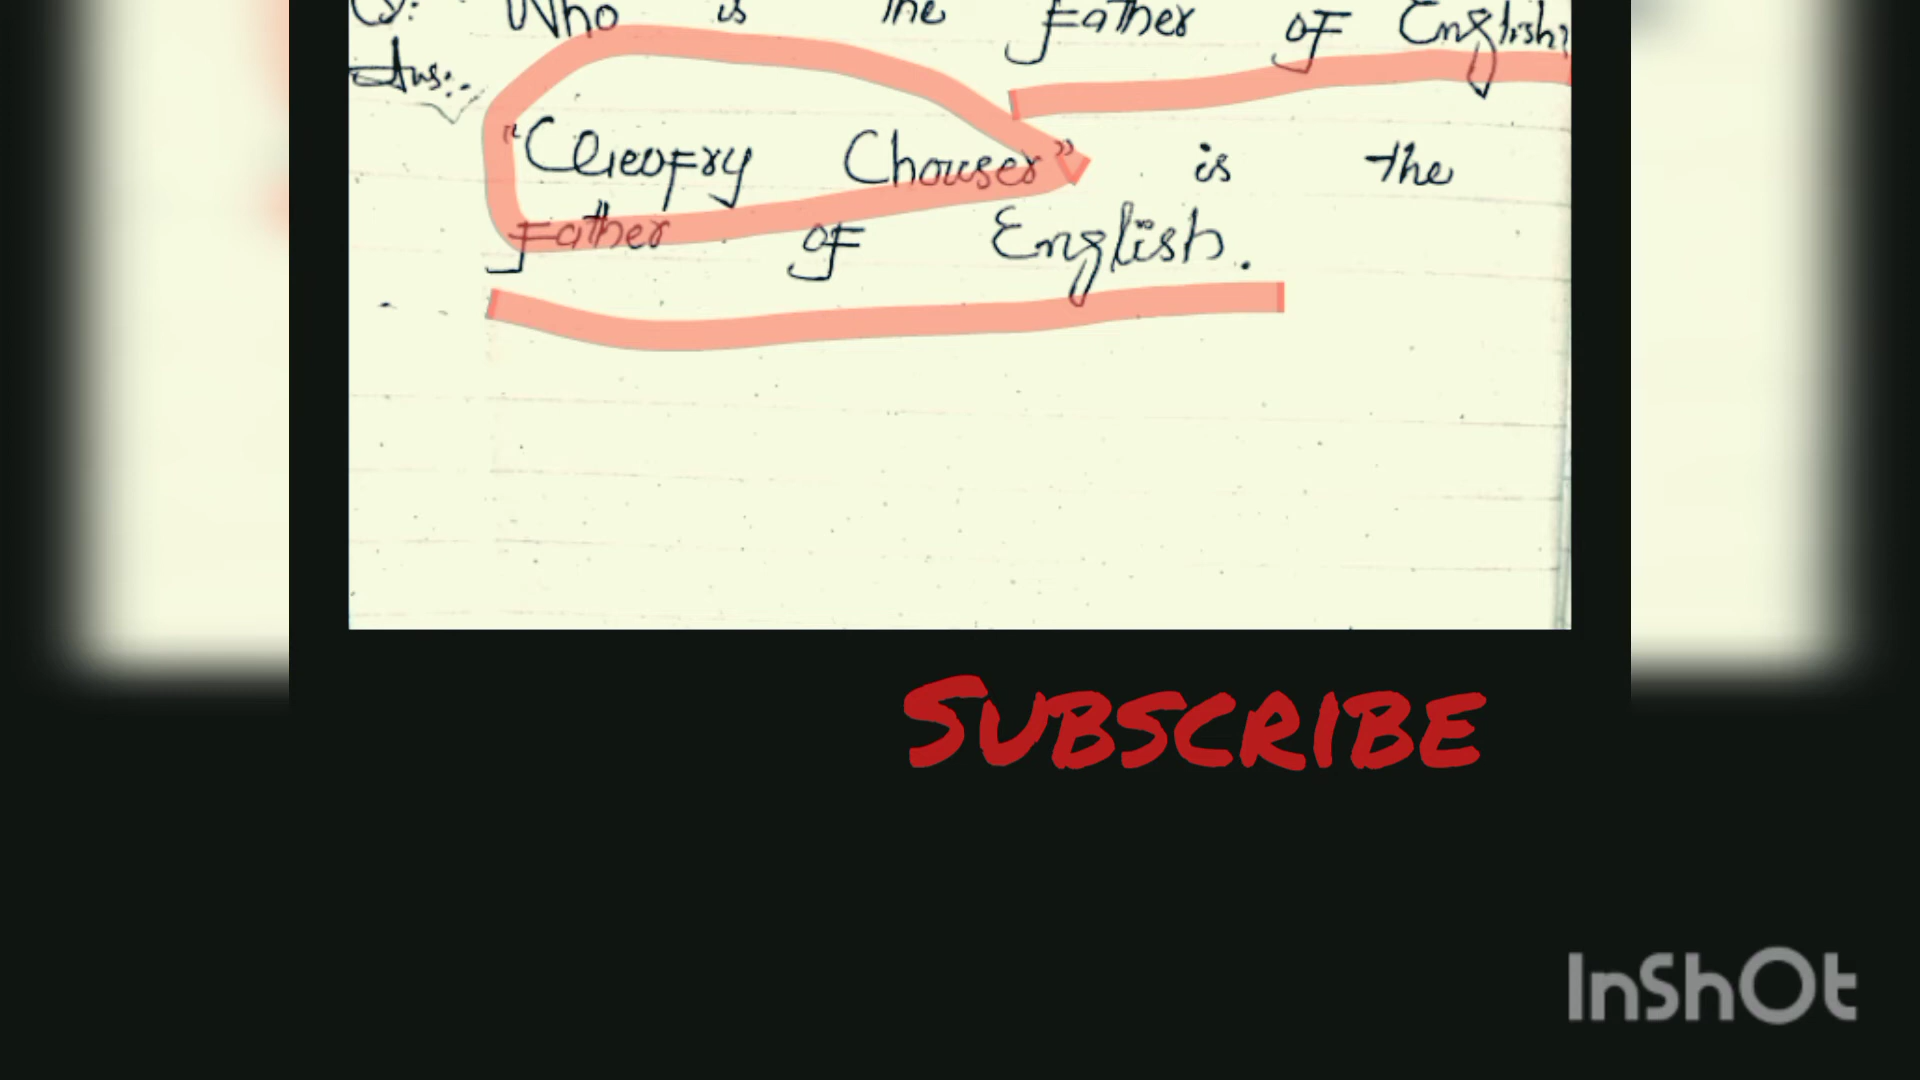 Q: Who is the Father of English?
Ans:-
"Cleofry Chouser" is the
Father of English.
SUBSCRIBE
InShOt